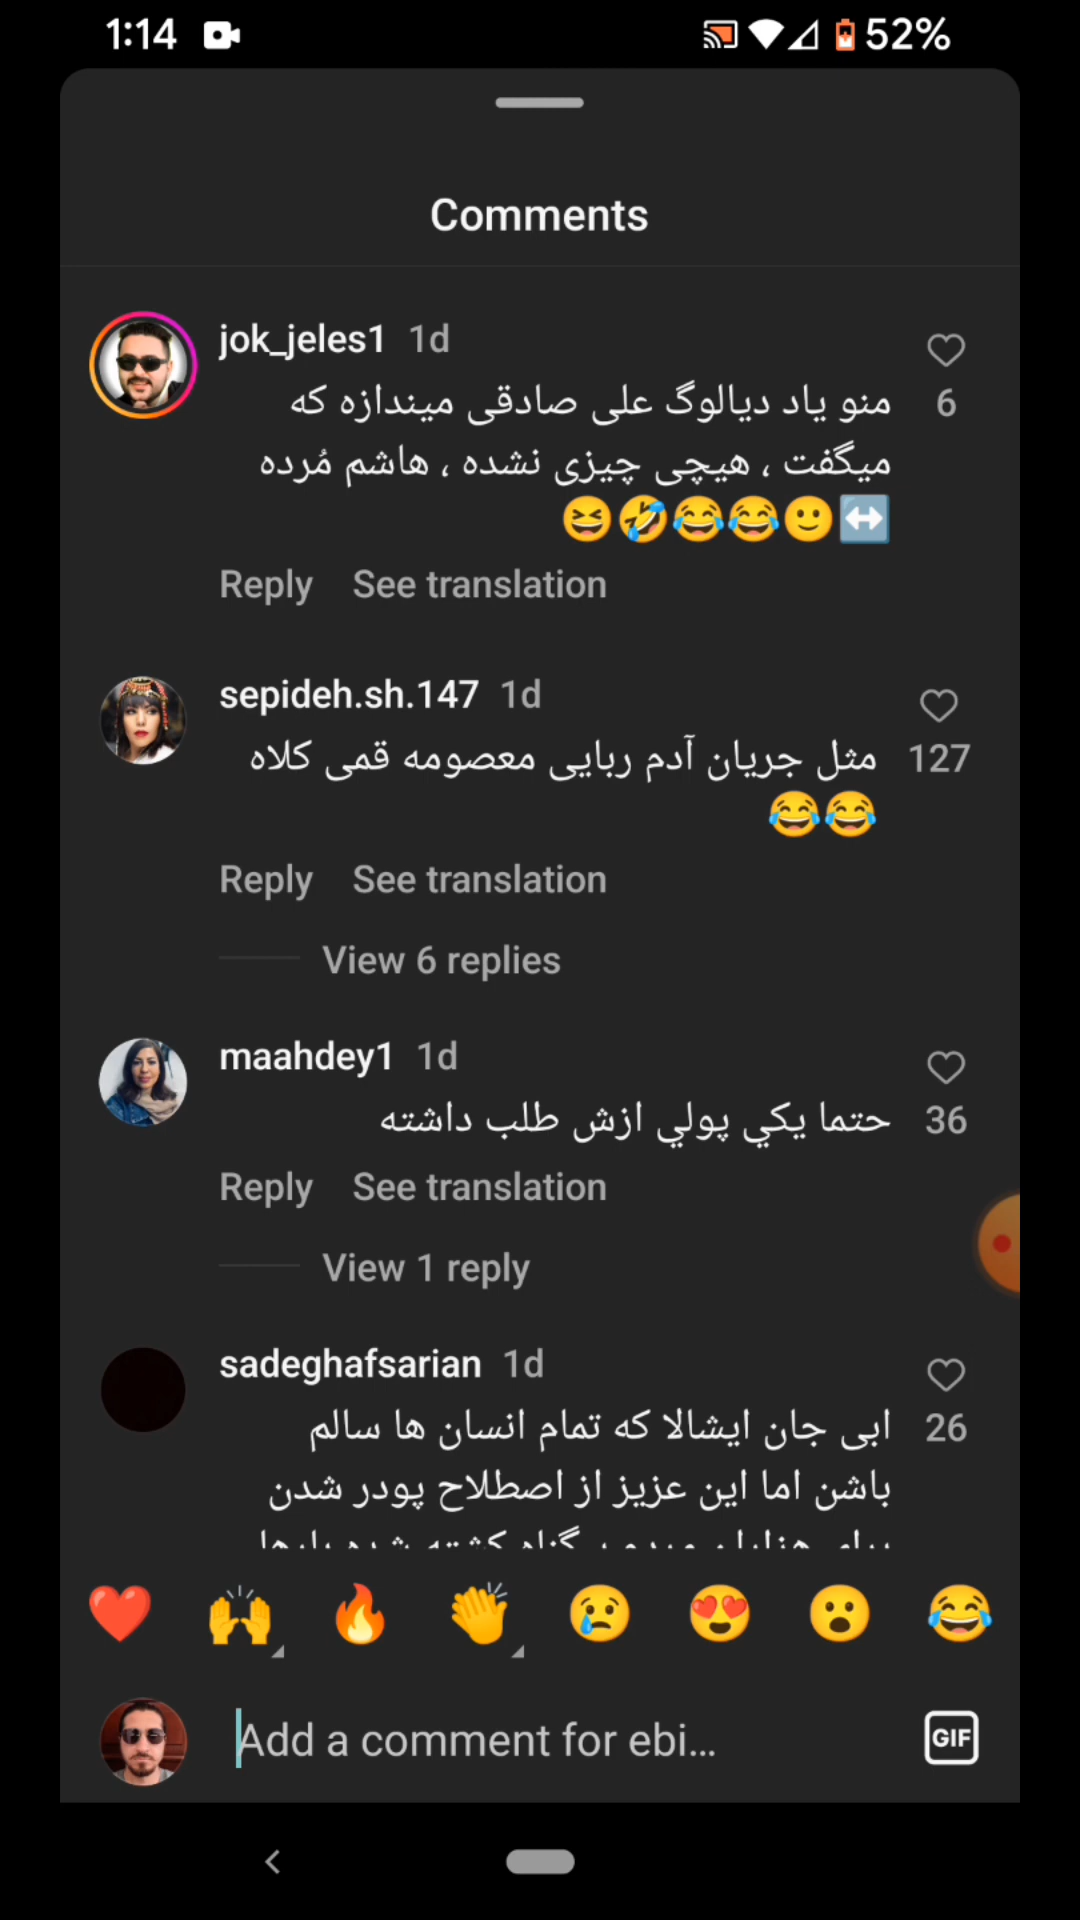 1:14
52%
Comments
jok_jeles1 1d
منو یاد دیالوگ علی صادقی میندازه که
6
میگفت ، هیچی چیزی نشده ، هاشم مُرده
↔️🙂😂😂🤣😆
Reply See translation
sepideh.sh.147 1d
مثل جریان آدم ربایی معصومه قمی کلاه
127
😂😂
Reply See translation
View 6 replies
maahdey1 1d
حتما يكي پولي ازش طلب داشته
36
Reply See translation
View 1 reply
sadeghafsarian 1d
ابی جان ایشالا که تمام انسان ها سالم
26
باشن اما این عزیز از اصطلاح پودر شدن
❤️ 🙌 🔥 👏 😢 😍 😮 😂
Add a comment for ebi...
GIF